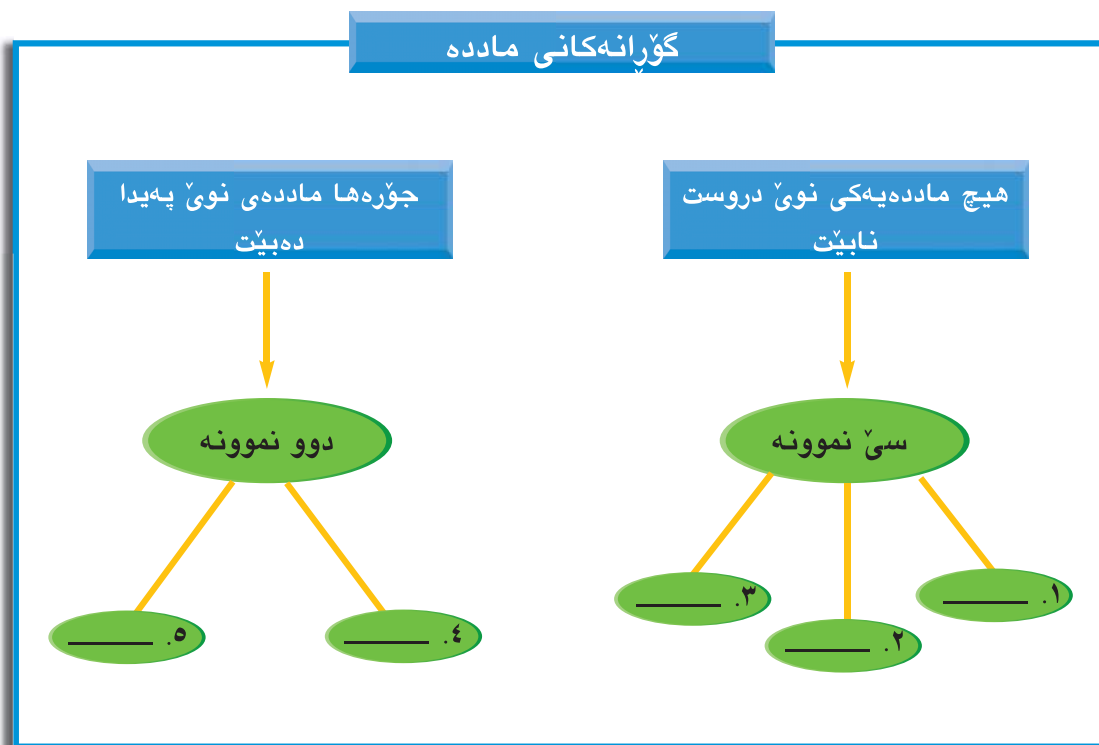 گۆڕانەکانی ماددە
هیچ ماددەیەکی نوێ دروست
نابێت
جۆرەها ماددەی نوێ پەیدا
دەبێت
سێ نموونە
دوو نموونە
١. ______
٢. ______
٣. ______
٤. ______
٥. ______